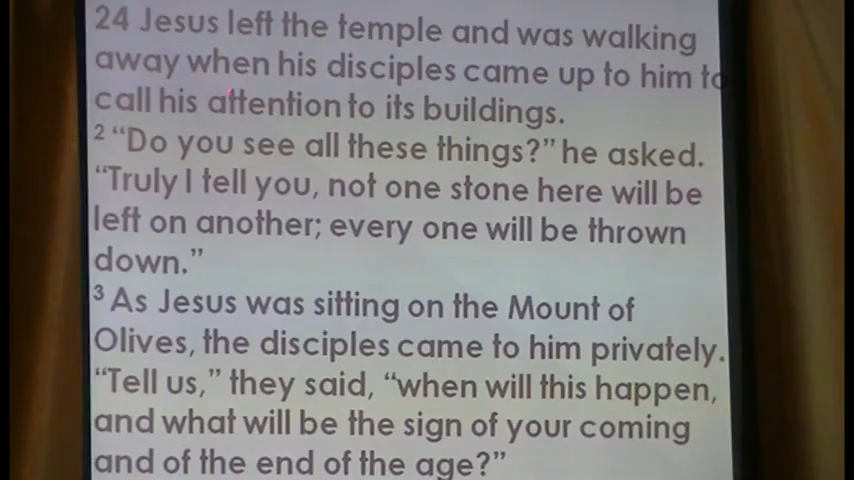 24 Jesus left the temple and was walking
away when his disciples came up to him to
call his attention to its buildings.
2 “Do you see all these things?” he asked.
“Truly I tell you, not one stone here will be
left on another; every one will be thrown
down.”
3 As Jesus was sitting on the Mount of
Olives, the disciples came to him privately.
“Tell us,” they said, “when will this happen,
and what will be the sign of your coming
and of the end of the age?”